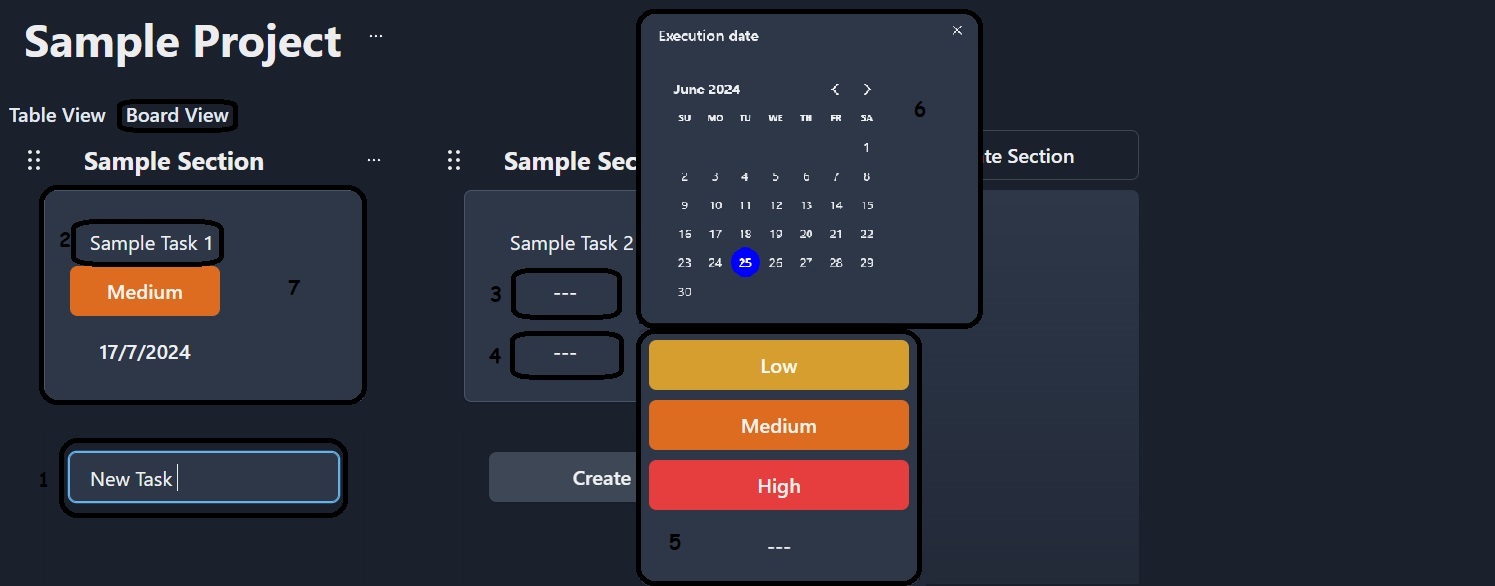 Sample Project ...
Table View Board View
Sample Section ...
2 Sample Task 1
Medium
7
17/7/2024
1 New Task
Sample Sec
Sample Task 2
3 ---
4 ---
Create
Execution date
June 2024
6
SU MO TU WE TH FR SA
1
2 3 4 5 6 7 8
9 10 11 12 13 14 15
16 17 18 19 20 21 22
23 24 25 26 27 28 29
30
Low
Medium
High
5 ---
te Section